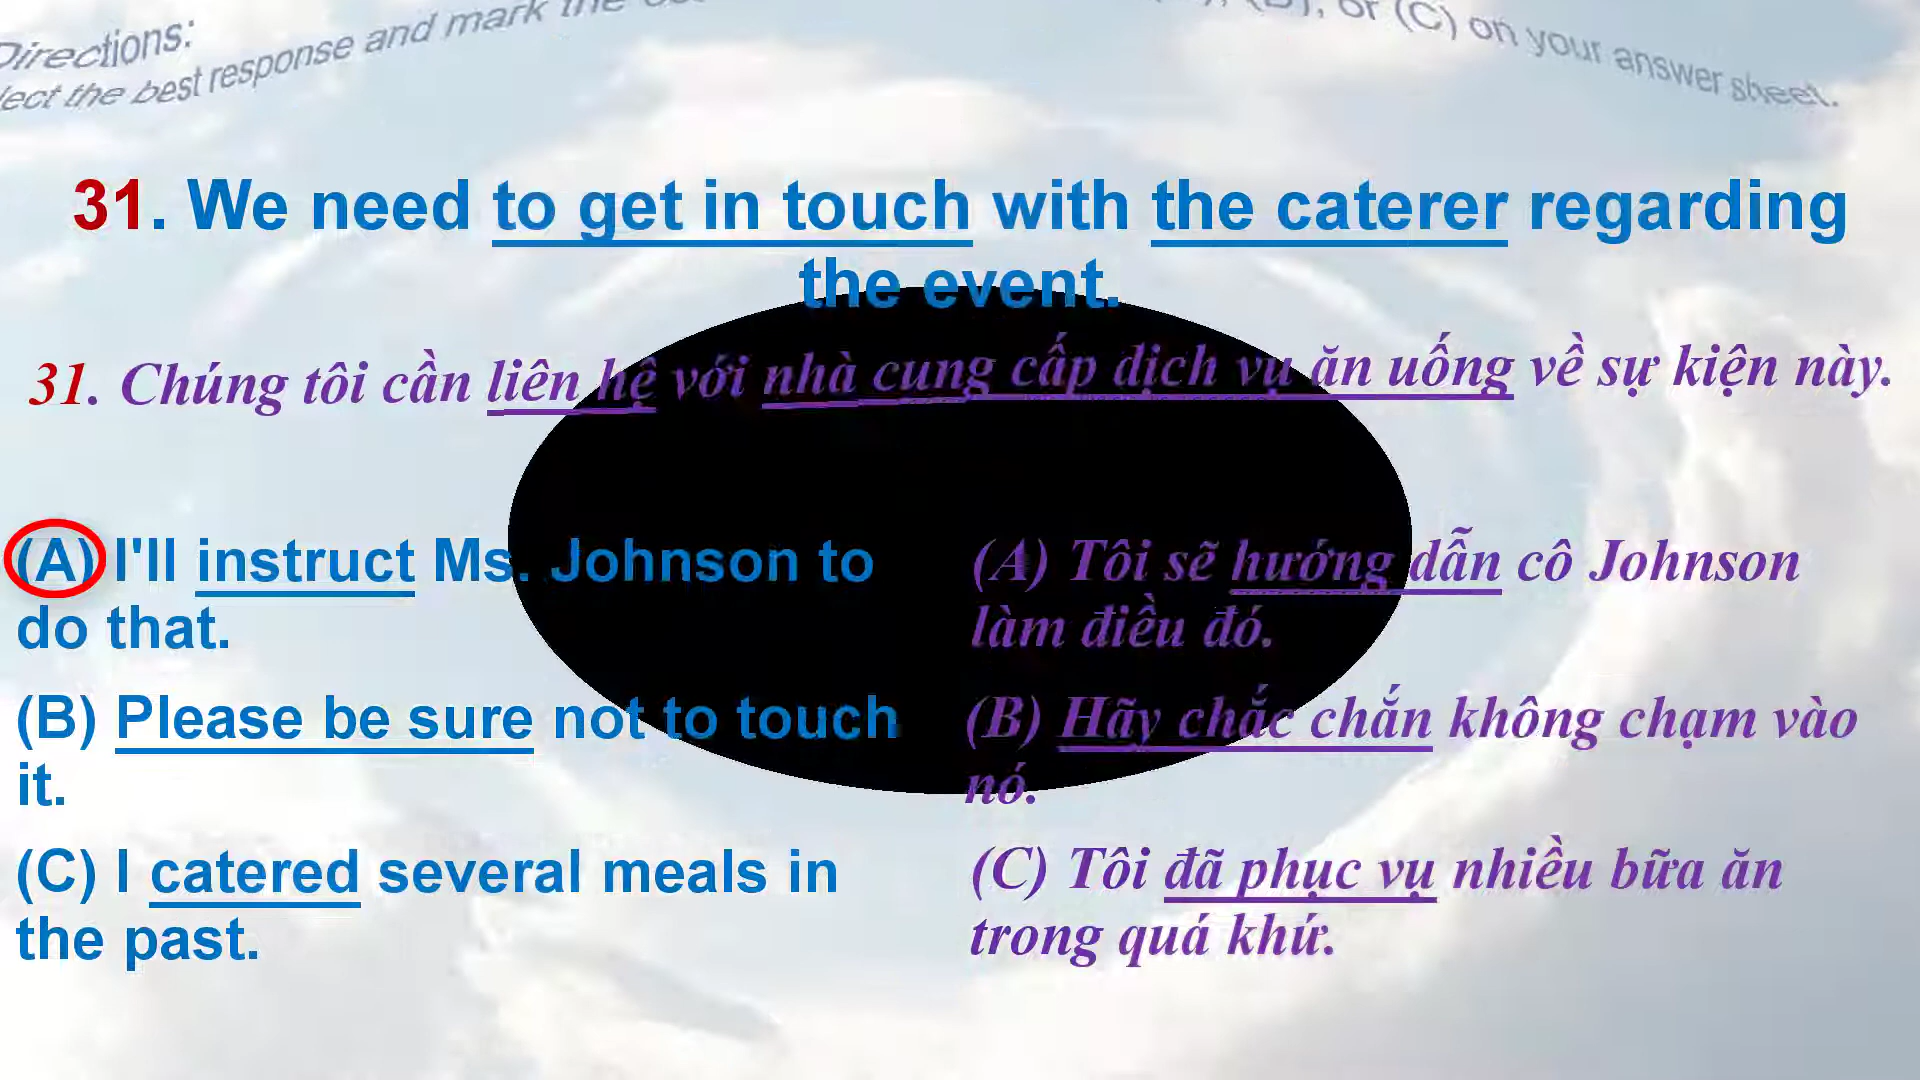 Directions:
lect the best response and mark the
or (C) on your answer sheet.
31. We need to get in touch with the caterer regarding
the event.
31. Chúng tôi cần liên hệ với nhà cung cấp dịch vụ ăn uống về sự kiện này.
(A) I'll instruct Ms. Johnson to
do that.
(B) Please be sure not to touch
it.
(C) I catered several meals in
the past.
(A) Tôi sẽ hướng dẫn cô Johnson
làm điều đó.
(B) Hãy chắc chắn không chạm vào
nó.
(C) Tôi đã phục vụ nhiều bữa ăn
trong quá khứ.